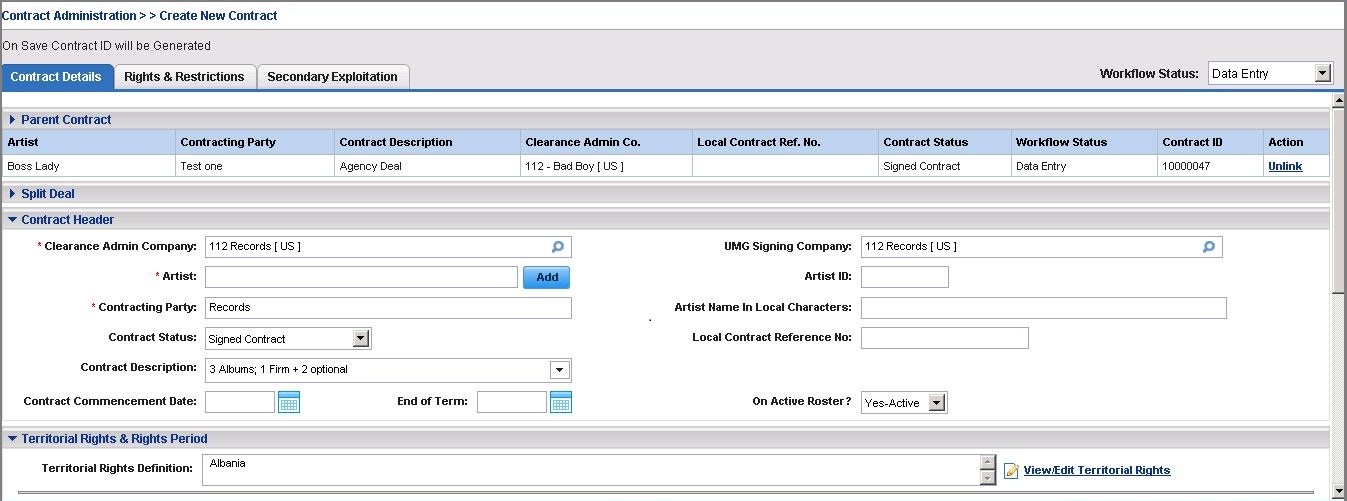 Contract Administration > > Create New Contract
On Save Contract ID will be Generated
Contract Details Rights & Restrictions Secondary Exploitation Workflow Status: Data Entry
Parent Contract
Artist Contracting Party Contract Description Clearance Admin Co. Local Contract Ref. No. Contract Status Workflow Status Contract ID Action
Boss Lady Test one Agency Deal 112 - Bad Boy [ US ] Signed Contract Data Entry 10000047 Unlink
Split Deal
Contract Header
* Clearance Admin Company: 112 Records [ US ] UMG Signing Company: 112 Records [ US ]
* Artist: Add Artist ID:
* Contracting Party: Records Artist Name In Local Characters:
Contract Status: Signed Contract Local Contract Reference No:
Contract Description: 3 Albums; 1 Firm + 2 optional
Contract Commencement Date: End of Term: On Active Roster? Yes-Active
Territorial Rights & Rights Period
Territorial Rights Definition: Albania View/Edit Territorial Rights